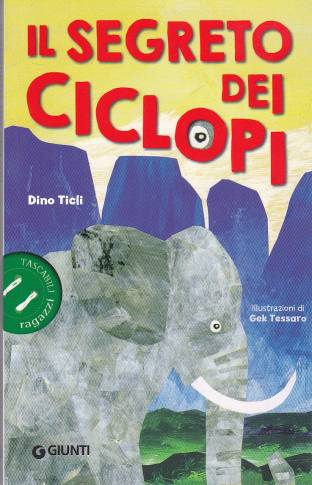 IL SEGRETO
DEI
CICLOPI
Dino Ticli
TASCABILI
ragazzi
Illustrazioni di
Gek Tessaro
GIUNTI